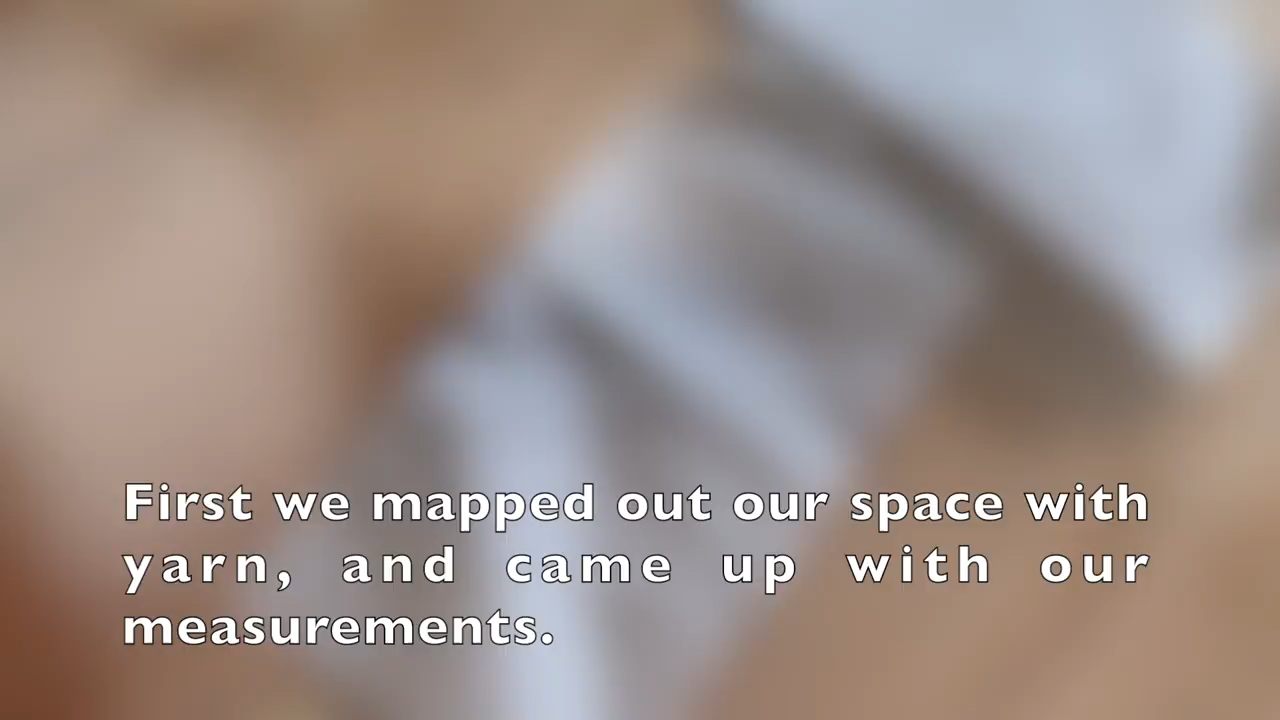 First we mapped out our space with
yarn, and came up with our
measurements.